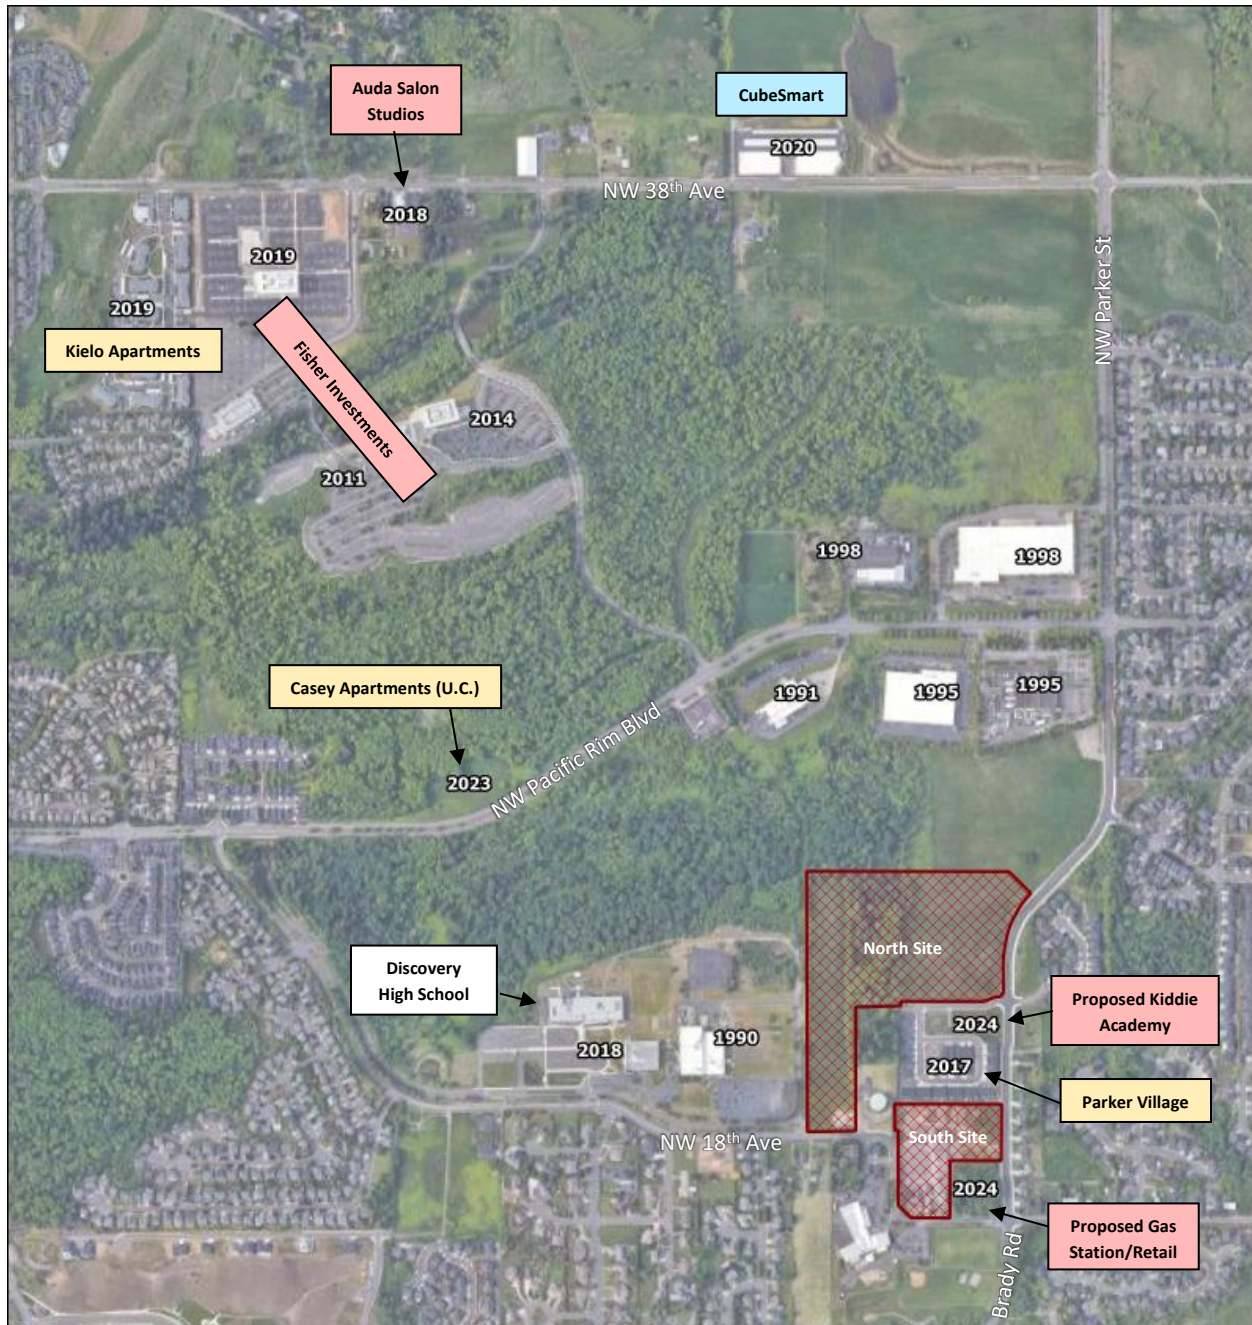 Auda Salon
Studios
CubeSmart
2020
NW 38th Ave
2018
2019
2019
NW Parker St
Kielo Apartments
Fisher Investments
2014
2011
1998
1998
Casey Apartments (U.C.)
1991
1995
1995
2023
NW Pacific Rim Blvd
North Site
Discovery
High School
Proposed Kiddie
Academy
2024
2018
1990
2017
Parker Village
NW 18th Ave
South Site
2024
Proposed Gas
Station/Retail
Brady Rd